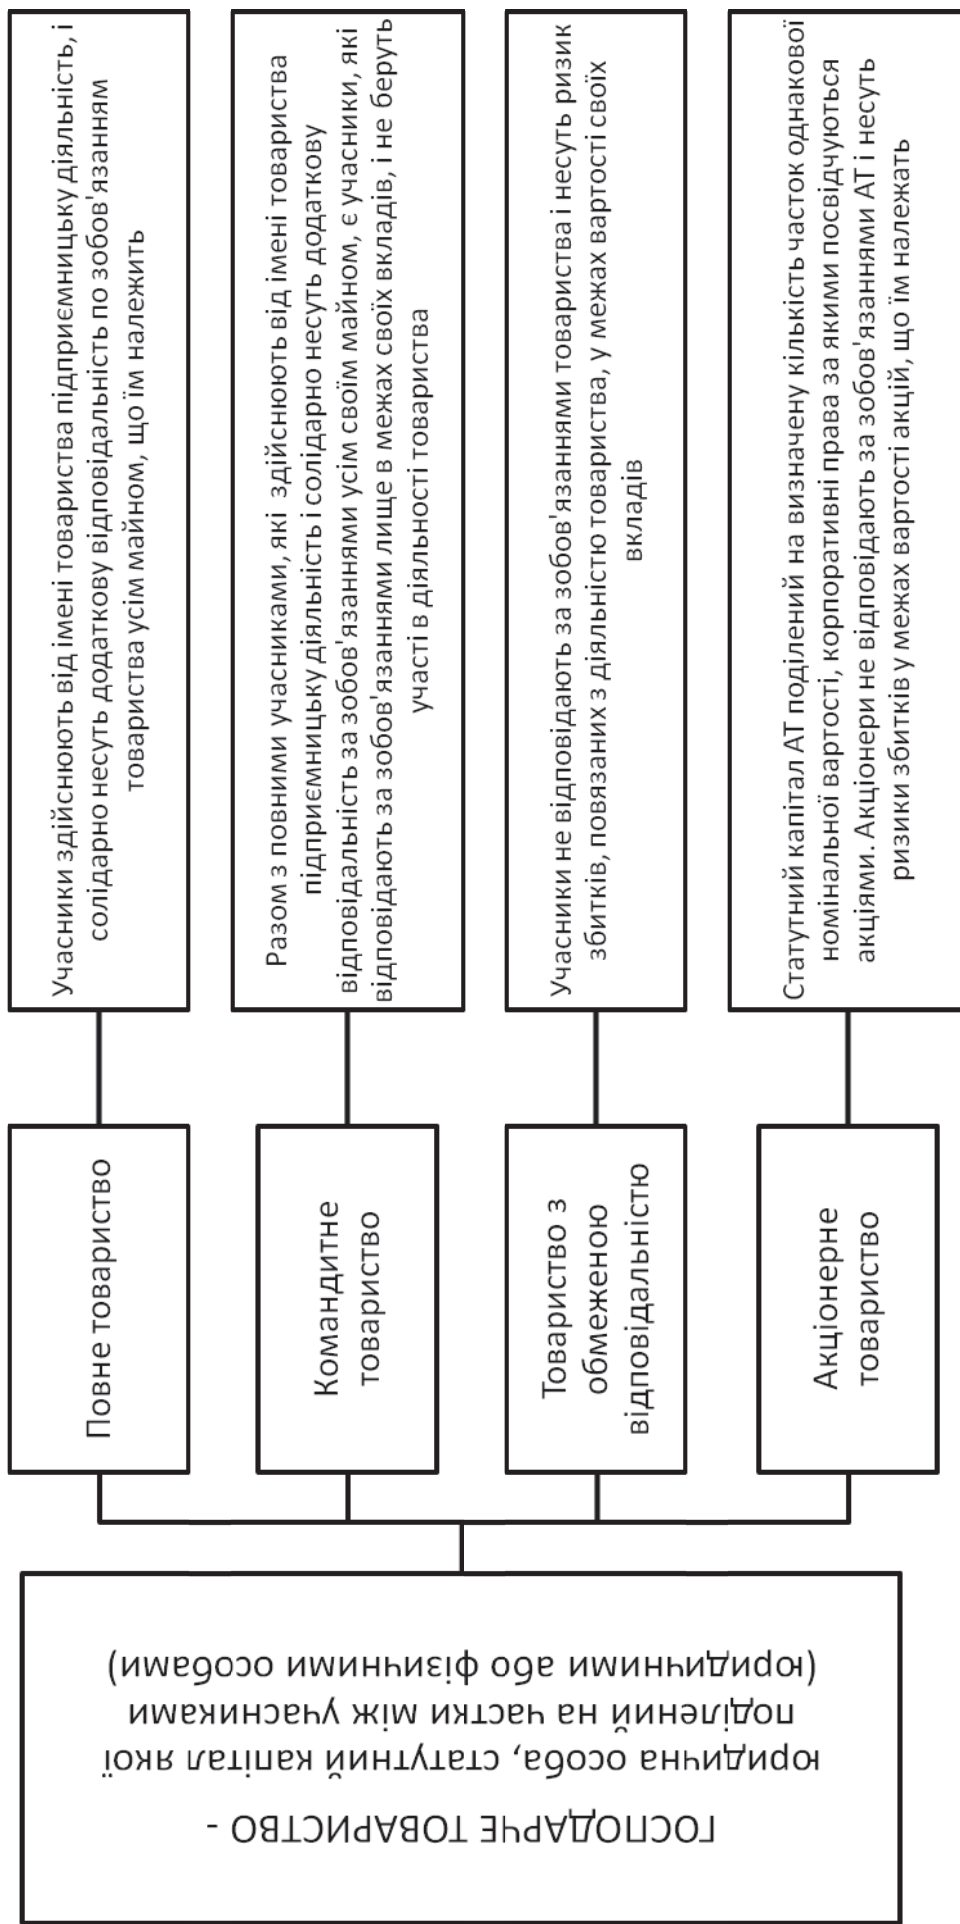 ГОСПОДАРЧЕ ТОВАРИСТВО -
юридична особа, статутний капітал якої
поділений на частки між учасниками
(юридичними або фізичними особами)
Повне товариство
Учасники здійснюють від імені товариства підприємницьку діяльність, і
солідарно несуть додаткову відповідальність по зобов'язанням
товариства усім майном, що їм належить
Командитне
товариство
Разом з повними учасниками, які здійснюють від імені товариства
підприємницьку діяльність і солідарно несуть додаткову
відповідальність за зобов'язаннями усім своїм майном, є учасники, які
відповідають за зобов'язаннями лище в межах своїх вкладів, і не беруть
участі в діяльності товариства
Товариство з
обмеженою
відповідальністю
Учасники не відповідають за зобов'язаннями товариства і несуть ризик
збитків, повязаних з діяльністю товариства, у межах вартості своїх
вкладів
Акціонерне
товариство
Статутний капітал АТ поділений на визначену кількість часток однакової
номінальної вартості, корпоративні права за якими посвідчуються
акціями. Акціонери не відповідають за зобов'язаннями АТ і несуть
ризики збитків у межах вартості акцій, що їм належать